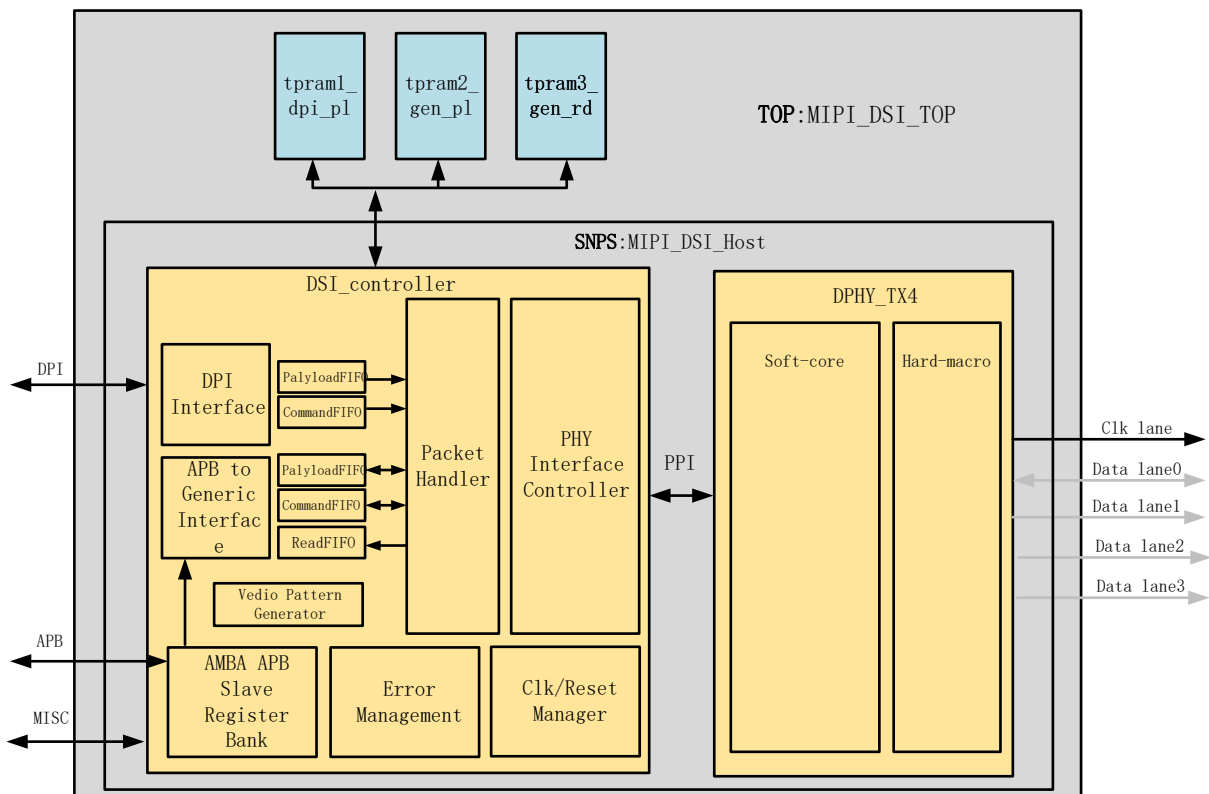 tpram1_
dpi_pl
tpram2_
gen_pl
tpram3_
gen_rd
TOP:MIPI_DSI_TOP
SNPS:MIPI_DSI_Host
DSI_controller
DPHY_TX4
DPI
DPI
Interface
PalyloadFIFO
CommandFIFO
APB to
Generic
Interfac
e
PalyloadFIFO
CommandFIFO
ReadFIFO
Packet
Handler
PHY
Interface
Controller
PPI
Soft-core
Hard-macro
Clk lane
Data lane0
Data lane1
Data lane2
Data lane3
Vedio Pattern
Generator
APB
MISC
AMBA APB
Slave
Register
Bank
Error
Management
Clk/Reset
Manager